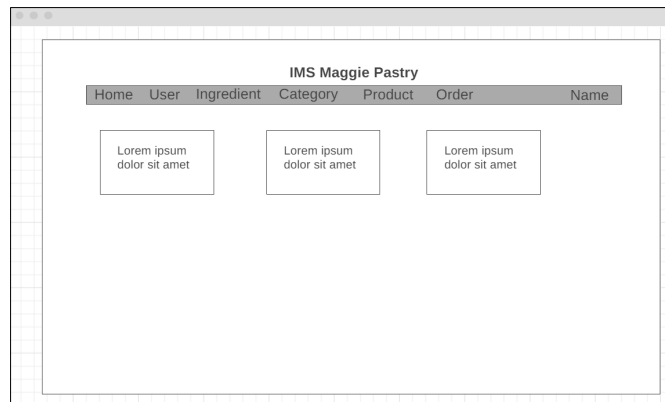 IMS Maggie Pastry
Home User Ingredient Category Product Order Name
Lorem ipsum
dolor sit amet
Lorem ipsum
dolor sit amet
Lorem ipsum
dolor sit amet